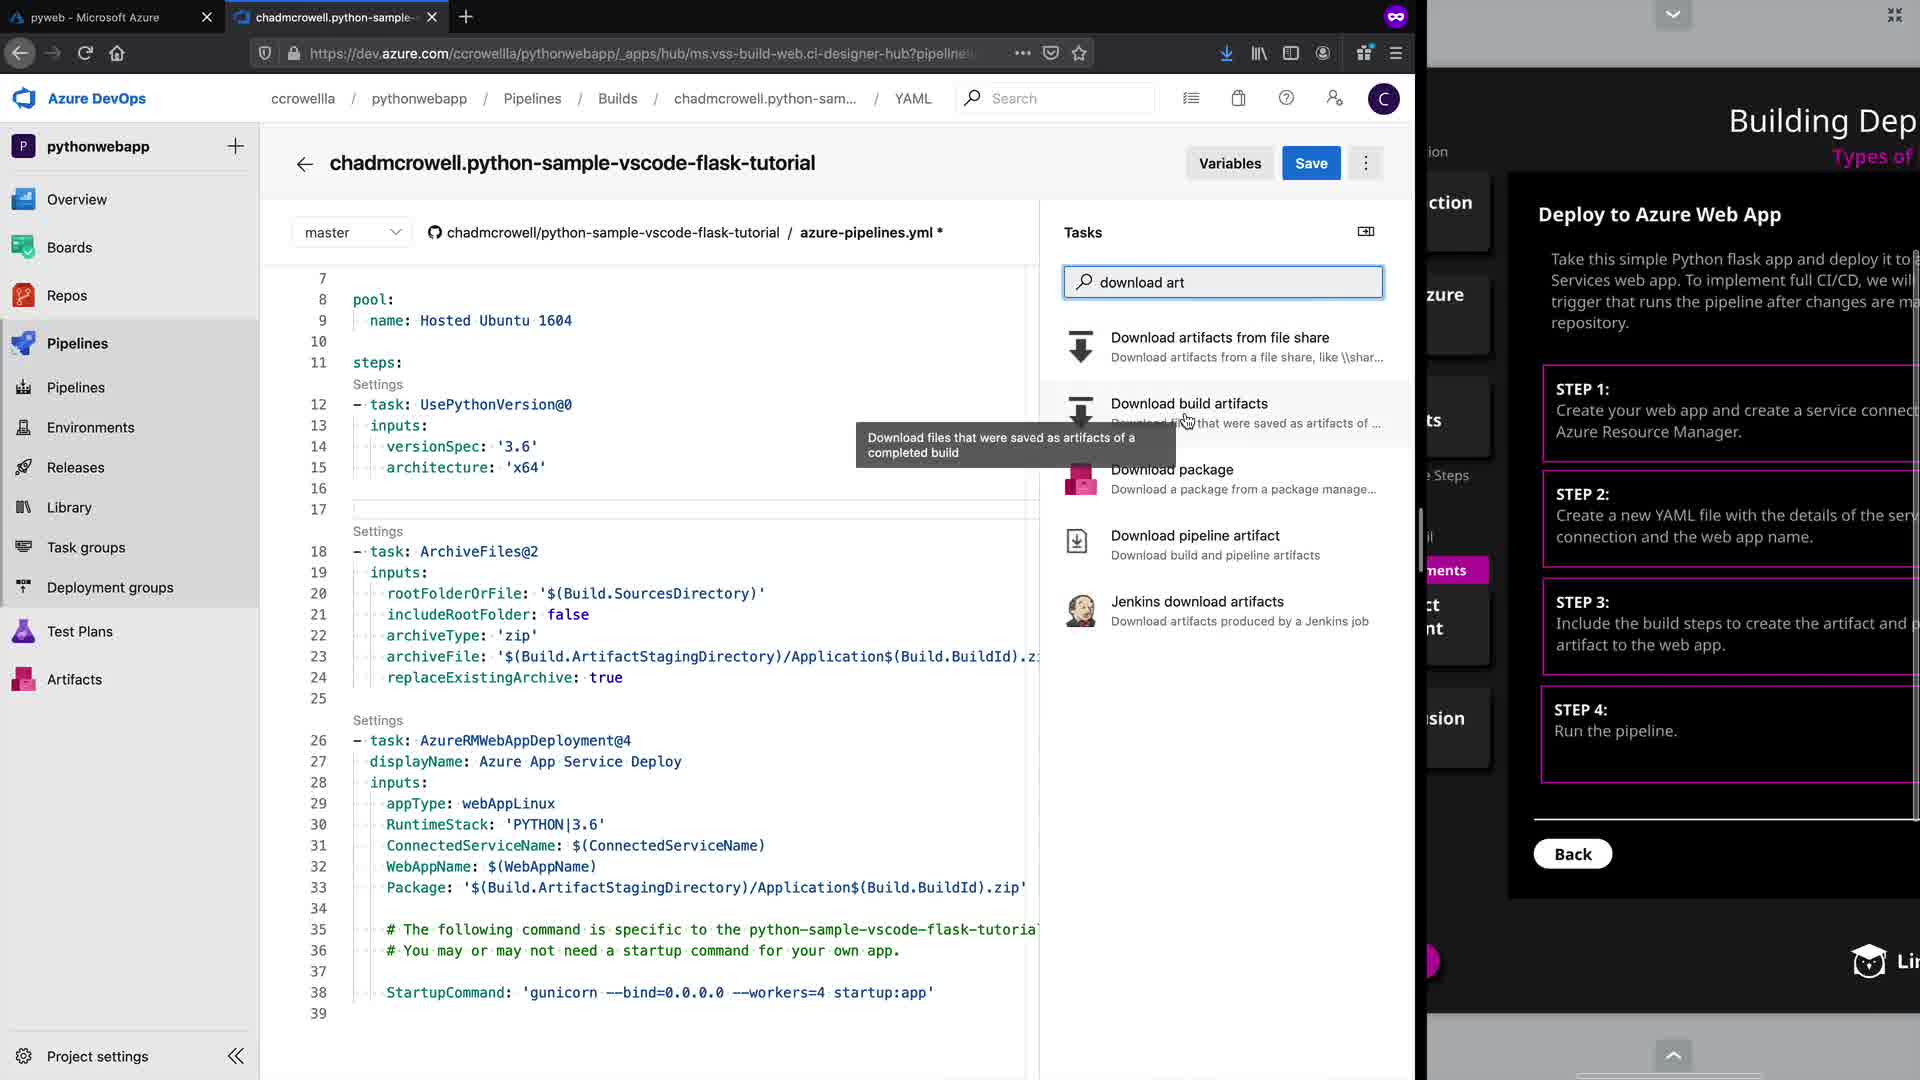 pyweb - Microsoft Azure
chadmcrowell.python-sample-
https://dev.azure.com/ccrowellla/pythonwebapp/_apps/hub/ms.vss-build-web.ci-designer-hub?pipeline
Azure DevOps
ccrowellla / pythonwebapp / Pipelines / Builds / chadmcrowell.python-sam... / YAML
Search
C
P pythonwebapp
Overview
Boards
Repos
Pipelines
Pipelines
Environments
Releases
Library
Task groups
Deployment groups
Test Plans
Artifacts
Project settings
chadmcrowell.python-sample-vscode-flask-tutorial
Variables
Save
master
chadmcrowell/python-sample-vscode-flask-tutorial / azure-pipelines.yml *
7
8 pool:
9 name: Hosted Ubuntu 1604
10
11 steps:
Settings
12 - task: UsePythonVersion@0
13 inputs:
14 versionSpec: '3.6'
15 architecture: 'x64'
16
17
Settings
18 - task: ArchiveFiles@2
19 inputs:
20 rootFolderOrFile: '$(Build.SourcesDirectory)'
21 includeRootFolder: false
22 archiveType: 'zip'
23 archiveFile: '$(Build.ArtifactStagingDirectory)/Application$(Build.BuildId).z
24 replaceExistingArchive: true
25
Settings
26 - task: AzureRMWebAppDeployment@4
27 displayName: Azure App Service Deploy
28 inputs:
29 appType: webAppLinux
30 RuntimeStack: 'PYTHON|3.6'
31 ConnectedServiceName: $(ConnectedServiceName)
32 WebAppName: $(WebAppName)
33 Package: '$(Build.ArtifactStagingDirectory)/Application$(Build.BuildId).zip'
34
35 # The following command is specific to the python-sample-vscode-flask-tutorial
36 # You may or may not need a startup command for your own app.
37
38 StartupCommand: 'gunicorn --bind=0.0.0.0 --workers=4 startup:app'
39
Tasks
download art
Download artifacts from file share
Download artifacts from a file share, like \\shar...
Download build artifacts
that were saved as artifacts of ...
Download files that were saved as artifacts of a
completed build
Download package
Download a package from a package manage...
Download pipeline artifact
Download build and pipeline artifacts
Jenkins download artifacts
Download artifacts produced by a Jenkins job
Building Dep
Types of
ion
ction
zure
ts
e Steps
il
ments
ct
nt
sion
Deploy to Azure Web App
Take this simple Python flask app and deploy it to a
Services web app. To implement full CI/CD, we will
trigger that runs the pipeline after changes are ma
repository.
STEP 1:
Create your web app and create a service connect
Azure Resource Manager.
STEP 2:
Create a new YAML file with the details of the serv
connection and the web app name.
STEP 3:
Include the build steps to create the artifact and p
artifact to the web app.
STEP 4:
Run the pipeline.
Back
Lin